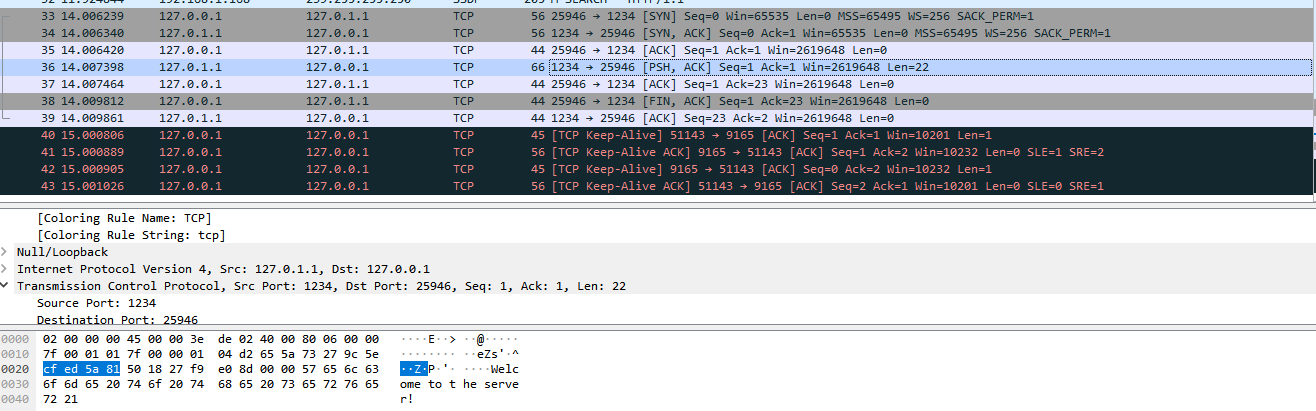 33 14.006239 127.0.0.1 127.0.1.1 TCP 56 25946 → 1234 [SYN] Seq=0 Win=65535 Len=0 MSS=65495 WS=256 SACK_PERM=1
34 14.006340 127.0.1.1 127.0.0.1 TCP 56 1234 → 25946 [SYN, ACK] Seq=0 Ack=1 Win=65535 Len=0 MSS=65495 WS=256 SACK_PERM=1
35 14.006420 127.0.0.1 127.0.1.1 TCP 44 25946 → 1234 [ACK] Seq=1 Ack=1 Win=2619648 Len=0
36 14.007398 127.0.1.1 127.0.0.1 TCP 66 1234 → 25946 [PSH, ACK] Seq=1 Ack=1 Win=2619648 Len=22
37 14.007464 127.0.0.1 127.0.1.1 TCP 44 25946 → 1234 [ACK] Seq=1 Ack=23 Win=2619648 Len=0
38 14.009812 127.0.0.1 127.0.1.1 TCP 44 25946 → 1234 [FIN, ACK] Seq=1 Ack=23 Win=2619648 Len=0
39 14.009861 127.0.1.1 127.0.0.1 TCP 44 1234 → 25946 [ACK] Seq=23 Ack=2 Win=2619648 Len=0
40 15.000806 127.0.0.1 127.0.0.1 TCP 45 [TCP Keep-Alive] 51143 → 9165 [ACK] Seq=1 Ack=1 Win=10201 Len=1
41 15.000889 127.0.0.1 127.0.0.1 TCP 56 [TCP Keep-Alive ACK] 9165 → 51143 [ACK] Seq=1 Ack=2 Win=10232 Len=0 SLE=1 SRE=2
42 15.000905 127.0.0.1 127.0.0.1 TCP 45 [TCP Keep-Alive] 9165 → 51143 [ACK] Seq=0 Ack=2 Win=10232 Len=1
43 15.001026 127.0.0.1 127.0.0.1 TCP 56 [TCP Keep-Alive ACK] 51143 → 9165 [ACK] Seq=2 Ack=1 Win=10201 Len=0 SLE=0 SRE=1
[Coloring Rule Name: TCP]
[Coloring Rule String: tcp]
Null/Loopback
Internet Protocol Version 4, Src: 127.0.1.1, Dst: 127.0.0.1
Transmission Control Protocol, Src Port: 1234, Dst Port: 25946, Seq: 1, Ack: 1, Len: 22
Source Port: 1234
Destination Port: 25946
0000 02 00 00 00 45 00 00 3e de 02 40 00 80 06 00 00 ····E··> ··@·····
0010 7f 00 01 01 7f 00 00 01 04 d2 65 5a 73 27 9c 5e ········ ··eZs'·^
0020 cf ed 5a 81 50 18 27 f9 e0 8d 00 00 57 65 6c 63 ··Z·P·'· ····Welc
0030 6f 6d 65 20 74 6f 20 74 68 65 20 73 65 72 76 65 ome to t he serve
0040 72 21 r!